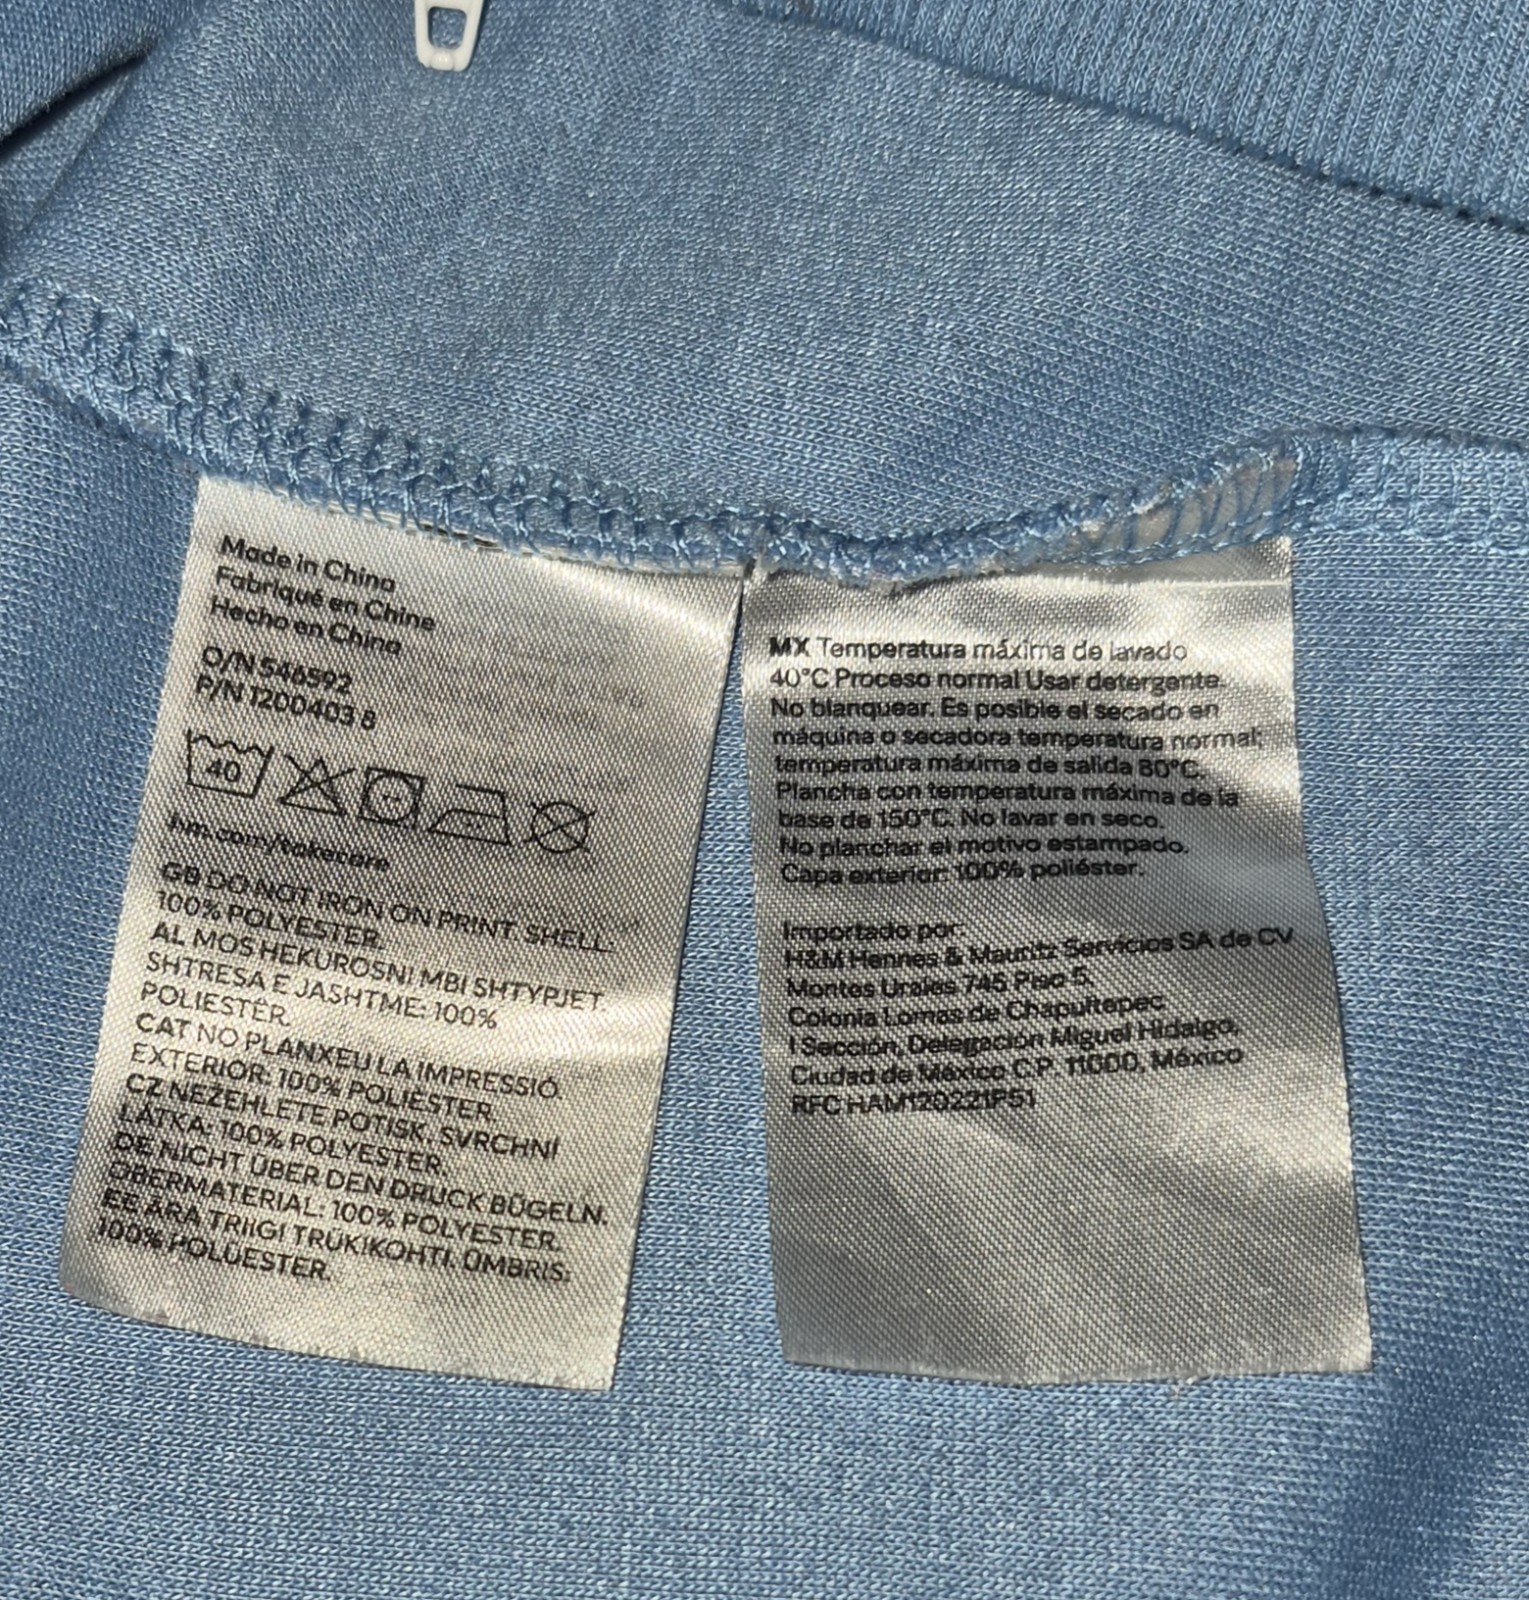 Made in China
Fabriqué en Chine
Hecho en China
O/N 546592
P/N 1200403 8
40
hm.com/takecare
GB DO NOT IRON ON PRINT. SHELL:
100% POLYESTER.
AL MOS HEKUROSNI MBI SHTYPJET.
SHTRESA E JASHTME: 100%
POLIESTËR.
CAT NO PLANXEU LA IMPRESSIÓ.
EXTERIOR: 100% POLIÈSTER.
CZ NEŽEHLETE POTISK. SVRCHNÍ
LÁTKA: 100% POLYESTER.
DE NICHT ÜBER DEN DRUCK BÜGELN.
OBERMATERIAL: 100% POLYESTER.
EE ÄRA TRIIGI TRÜKIKOHTI. ÜMBRIS:
100% POLÜESTER.
MX Temperatura máxima de lavado
40°C Proceso normal Usar detergente.
No blanquear. Es posible el secado en
máquina o secadora temperatura normal;
temperatura máxima de salida 80°C.
Plancha con temperatura máxima de la
base de 150°C. No lavar en seco.
No planchar el motivo estampado.
Capa exterior: 100% poliéster.
Importado por:
H&M Hennes & Mauritz Servicios SA de CV
Montes Urales 745 Piso 5,
Colonia Lomas de Chapultepec
I Sección, Delegación Miguel Hidalgo,
Ciudad de México C.P. 11000, México
RFC HAM120221P51